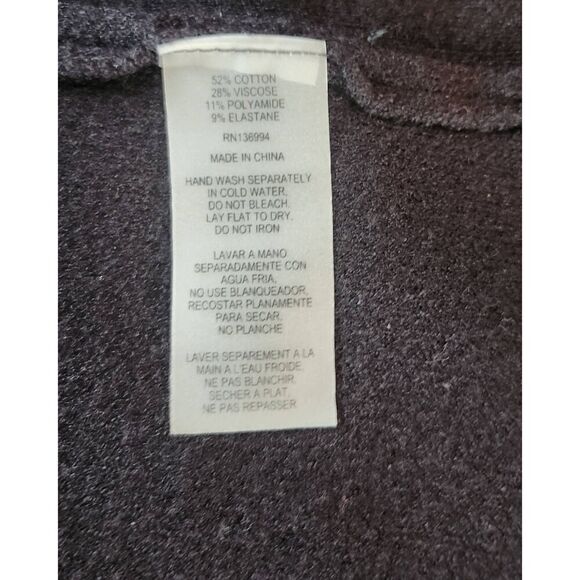 52% COTTON
28% VISCOSE
11% POLYAMIDE
9% ELASTANE
RN136994
MADE IN CHINA
HAND WASH SEPARATELY
IN COLD WATER,
DO NOT BLEACH.
LAY FLAT TO DRY.
DO NOT IRON
LAVAR A MANO
SEPARADAMENTE CON
AGUA FRIA,
NO USE BLANQUEADOR,
RECOSTAR PLANAMENTE
PARA SECAR,
NO PLANCHE
LAVER SEPAREMENT A LA
MAIN A L'EAU FROIDE,
NE PAS BLANCHIR,
SECHER A PLAT,
NE PAS REPASSER